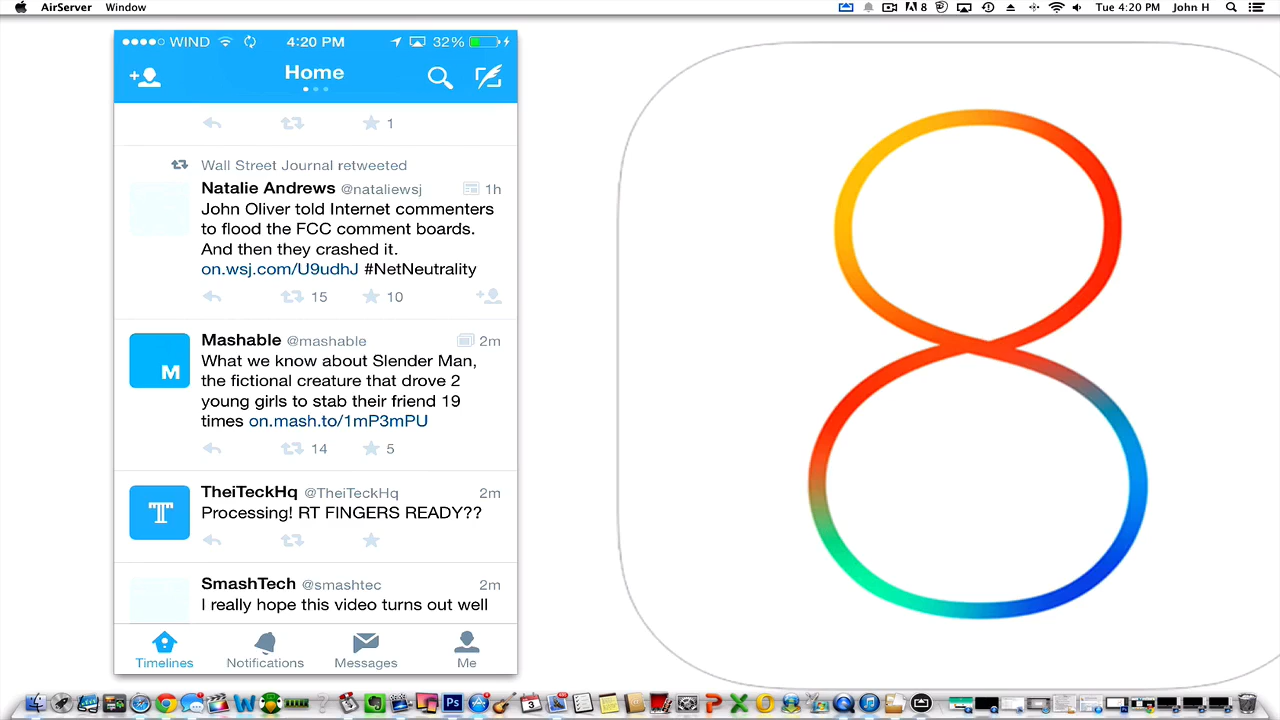 AirServer Window 8 Tue 4:20 PM John H
WIND 4:20 PM 32%
Home
1
Wall Street Journal retweeted
Natalie Andrews @nataliewsj 1h
John Oliver told Internet commenters
to flood the FCC comment boards.
And then they crashed it.
on.wsj.com/U9udhJ #NetNeutrality
15 10
Mashable @mashable 2m
M
What we know about Slender Man,
the fictional creature that drove 2
young girls to stab their friend 19
times on.mash.to/1mP3mPU
14 5
TheiTeckHq @TheiTeckHq 2m
T
Processing! RT FINGERS READY??
SmashTech @smashtec 2m
I really hope this video turns out well
Timelines Notifications Messages Me
8
W Ps 3 P X O